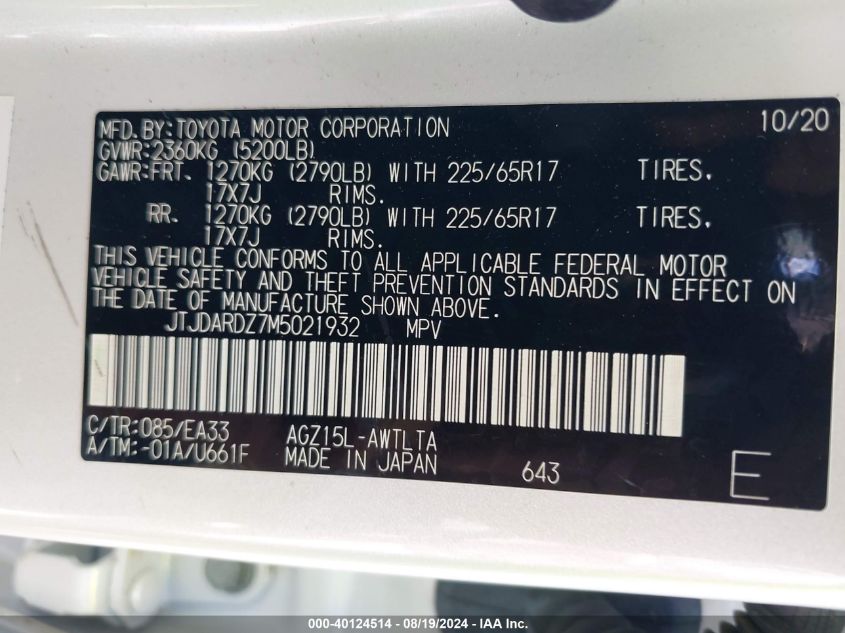 MFD. BY: TOYOTA MOTOR CORPORATION 10/20
GVWR: 2360KG (5200LB)
GAWR: FRT. 1270KG (2790LB) WITH 225/65R17 TIRES.
17X7J RIMS.
RR. 1270KG (2790LB) WITH 225/65R17 TIRES.
17X7J RIMS.
THIS VEHICLE CONFORMS TO ALL APPLICABLE FEDERAL MOTOR
VEHICLE SAFETY AND THEFT PREVENTION STANDARDS IN EFFECT ON
THE DATE OF MANUFACTURE SHOWN ABOVE.
JTJDARDZ7M5021932 MPV
C/TR: 085/EA33 AGZ15L-AWTLTA
A/TM: -01A/U661F MADE IN JAPAN 643 E
000-40124514 - 08/19/2024 - IAA Inc.